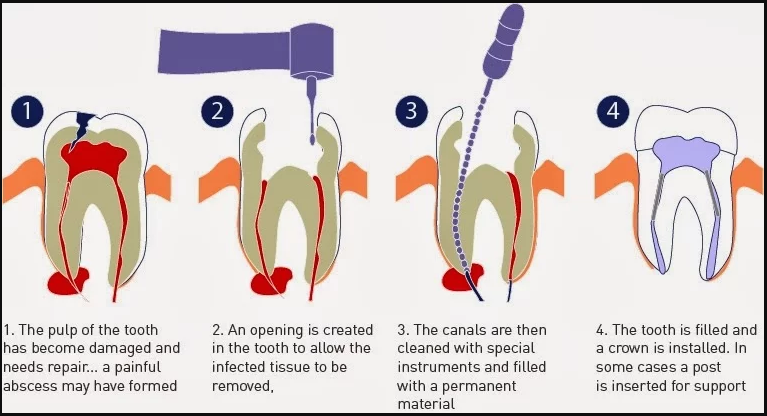 1
2
3
4
1. The pulp of the tooth
has become damaged and
needs repair... a painful
abscess may have formed
2. An opening is created
in the tooth to allow the
infected tissue to be
removed,
3. The canals are then
cleaned with special
instruments and filled
with a permanent
material
4. The tooth is filled and
a crown is installed. In
some cases a post
is inserted for support